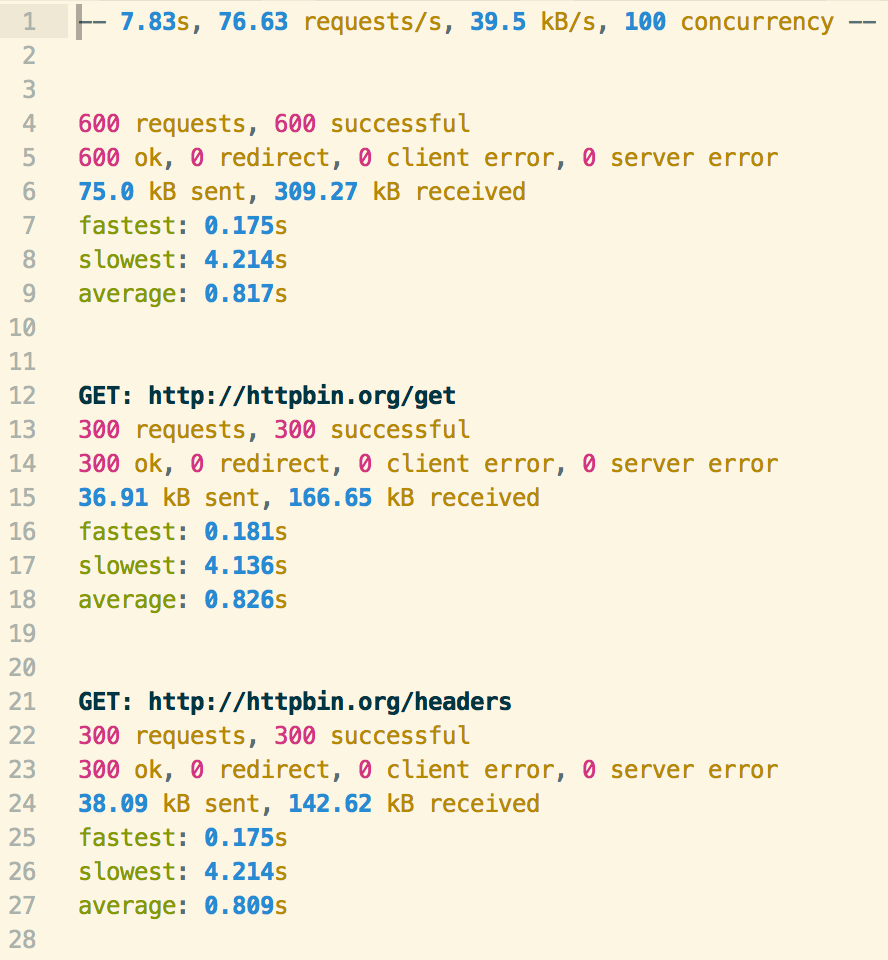 1 -- 7.83s, 76.63 requests/s, 39.5 kB/s, 100 concurrency --
2
3
4 600 requests, 600 successful
5 600 ok, 0 redirect, 0 client error, 0 server error
6 75.0 kB sent, 309.27 kB received
7 fastest: 0.175s
8 slowest: 4.214s
9 average: 0.817s
10
11
12 GET: http://httpbin.org/get
13 300 requests, 300 successful
14 300 ok, 0 redirect, 0 client error, 0 server error
15 36.91 kB sent, 166.65 kB received
16 fastest: 0.181s
17 slowest: 4.136s
18 average: 0.826s
19
20
21 GET: http://httpbin.org/headers
22 300 requests, 300 successful
23 300 ok, 0 redirect, 0 client error, 0 server error
24 38.09 kB sent, 142.62 kB received
25 fastest: 0.175s
26 slowest: 4.214s
27 average: 0.809s
28